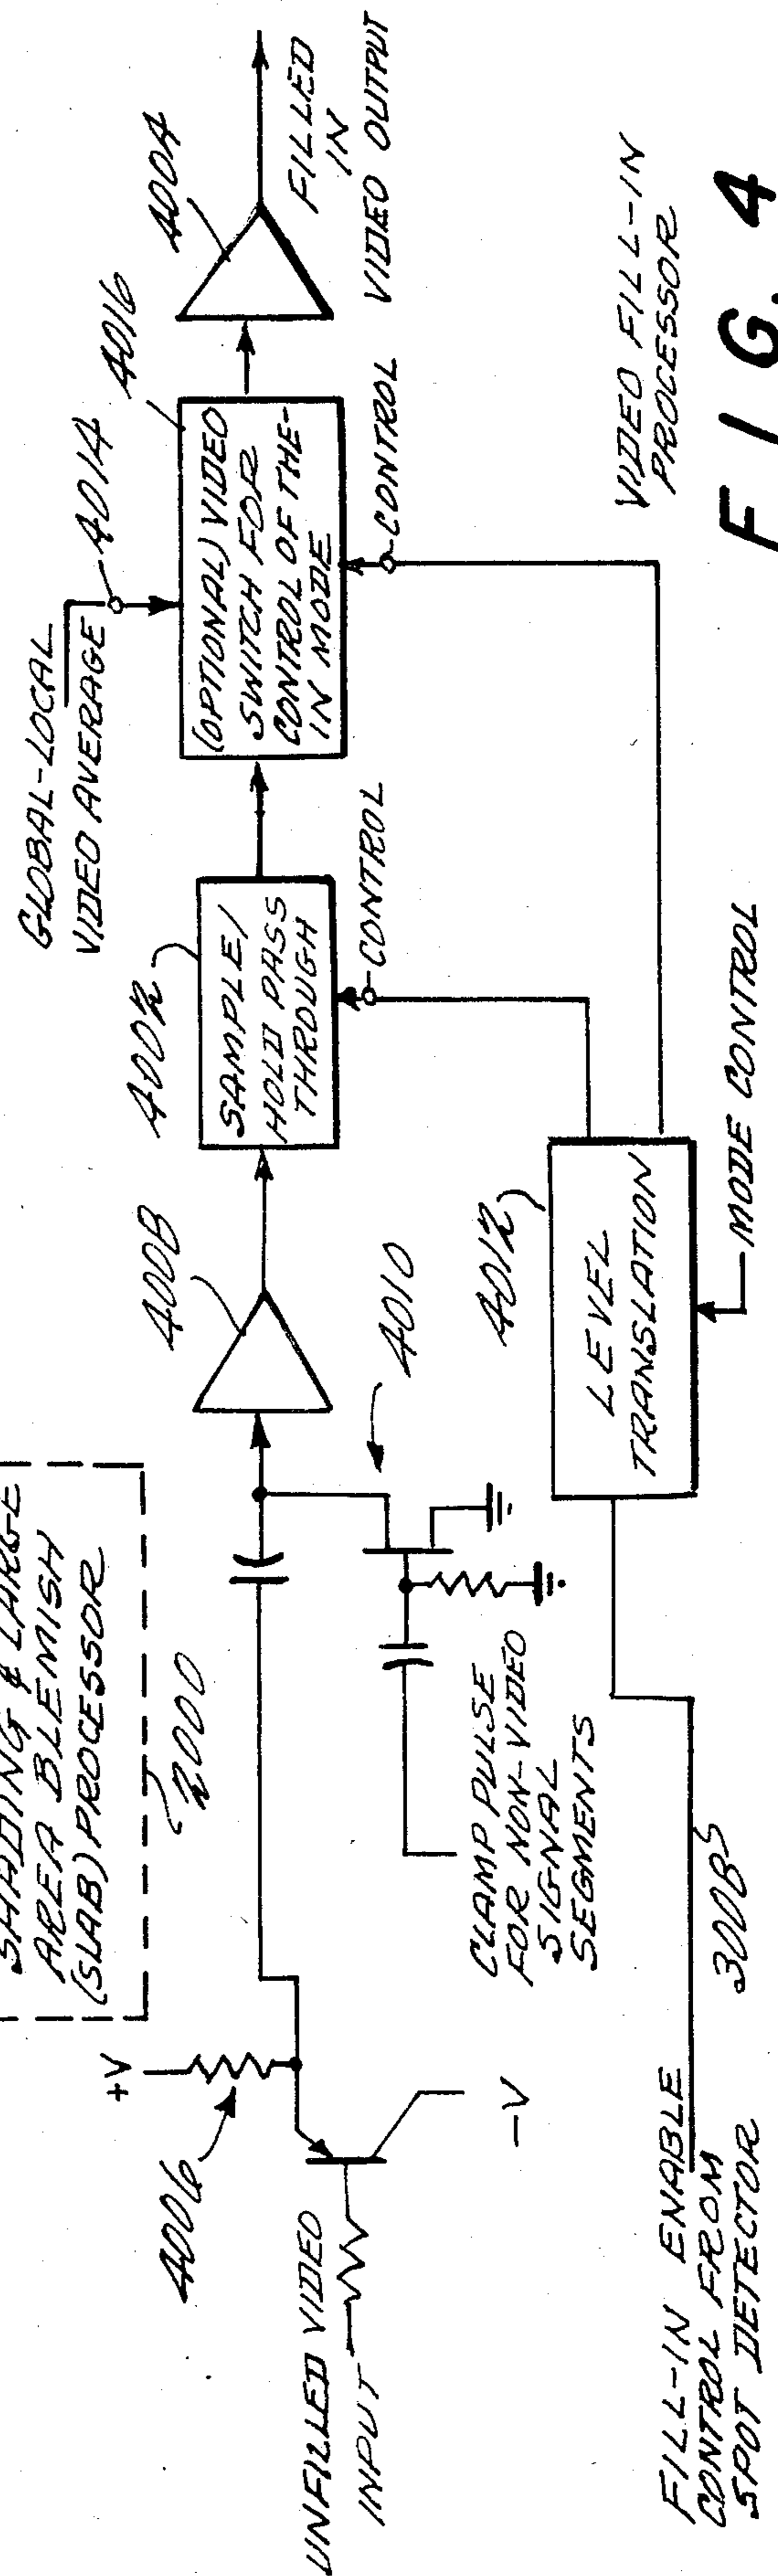 SHADING & LARGE
AREA BLEMISH
(SLAB) PROCESSOR
2000
GLOBAL-LOCAL
VIDEO AVERAGE
4014
4016
4004
4002
4008
4006
+V
-V
UNFILLED VIDEO
INPUT
SAMPLE/
HOLD PASS
THROUGH
(OPTIONAL) VIDEO
SWITCH FOR
CONTROL OF THE-
IN MODE
FILLED
IN
VIDEO OUTPUT
CONTROL
CONTROL
4010
CLAMP PULSE
FOR NON-VIDEO
SIGNAL
SEGMENTS
4012
LEVEL
TRANSLATION
MODE CONTROL
FILL-IN ENABLE
CONTROL FROM
SPOT DETECTOR
3008
VIDEO FILL-IN
PROCESSOR
FIG. 4